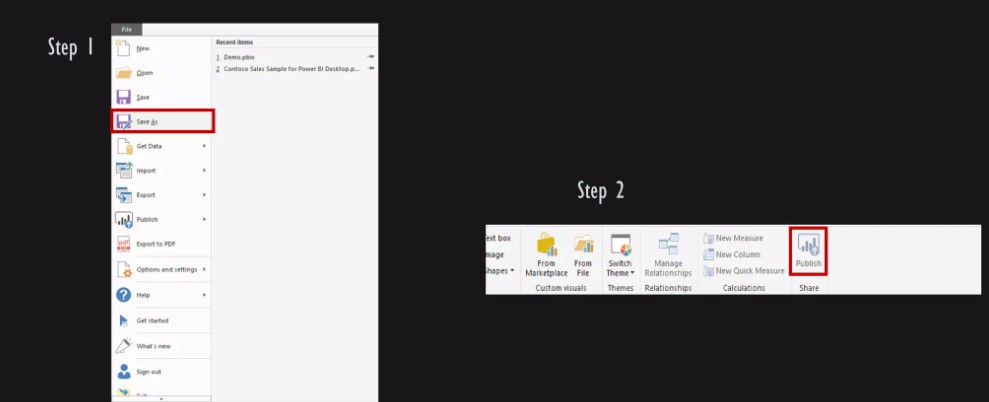 Step 1
File
New
Open
Save
Save As
Get Data
Import
Export
Publish
Export to PDF
Options and settings
Help
Get started
What's new
Sign out
Recent items
1 Demo.pbix
2 Contoso Sales Sample for Power BI Desktop.p...
Step 2
ext box
mage
Shapes
From Marketplace
From File
Custom visuals
Switch Theme
Themes
Manage Relationships
Relationships
New Measure
New Column
New Quick Measure
Calculations
Publish
Share